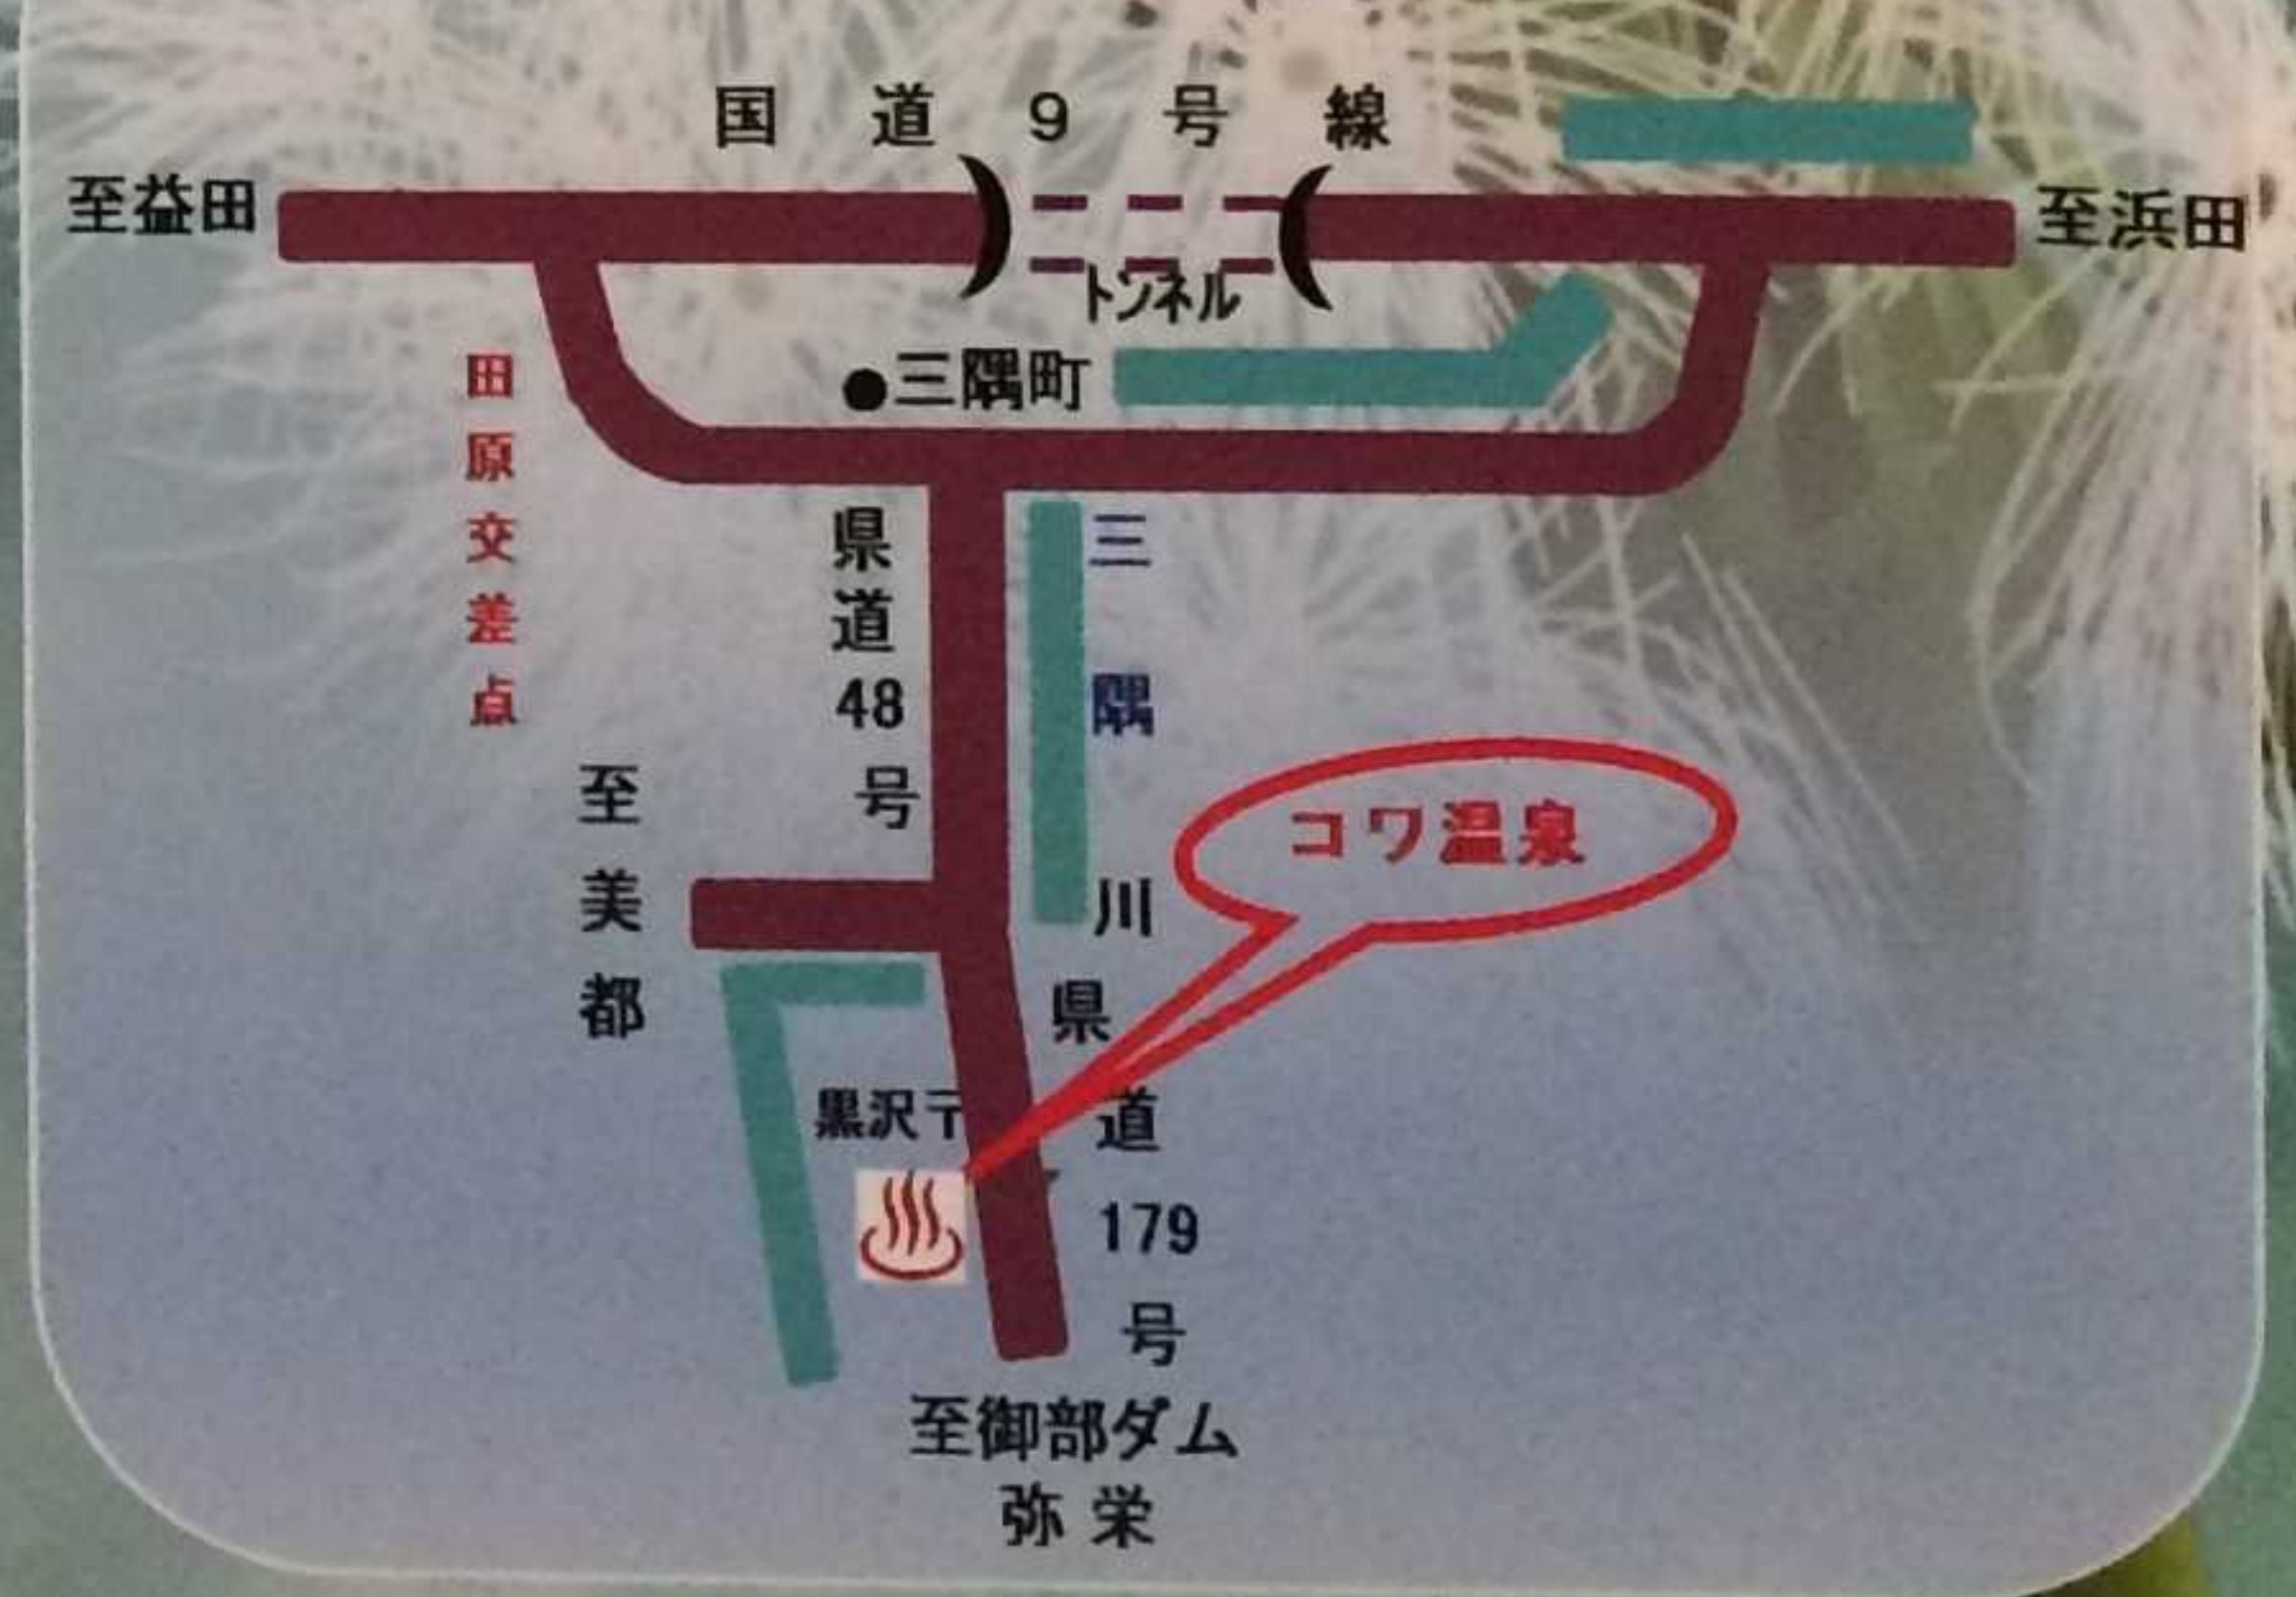 国道9号線
至益田
至浜田
トンネル
●三隅町
田原交差点
県道48号
三隅川
至美都
コワ温泉
県道179号
黒沢〒
至御部ダム
弥栄